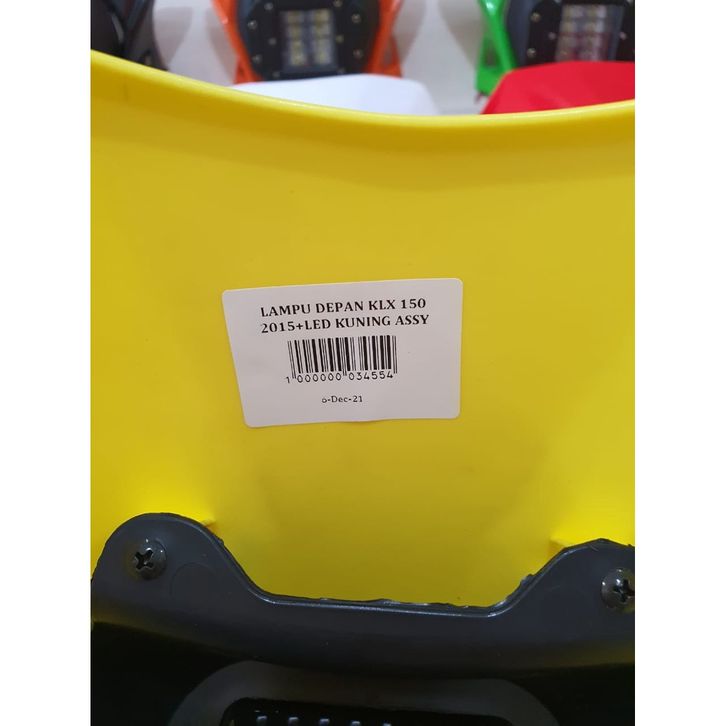 LAMPU DEPAN KLX 150
2015+LED KUNING ASSY
1 000000 034554
6-Dec-21